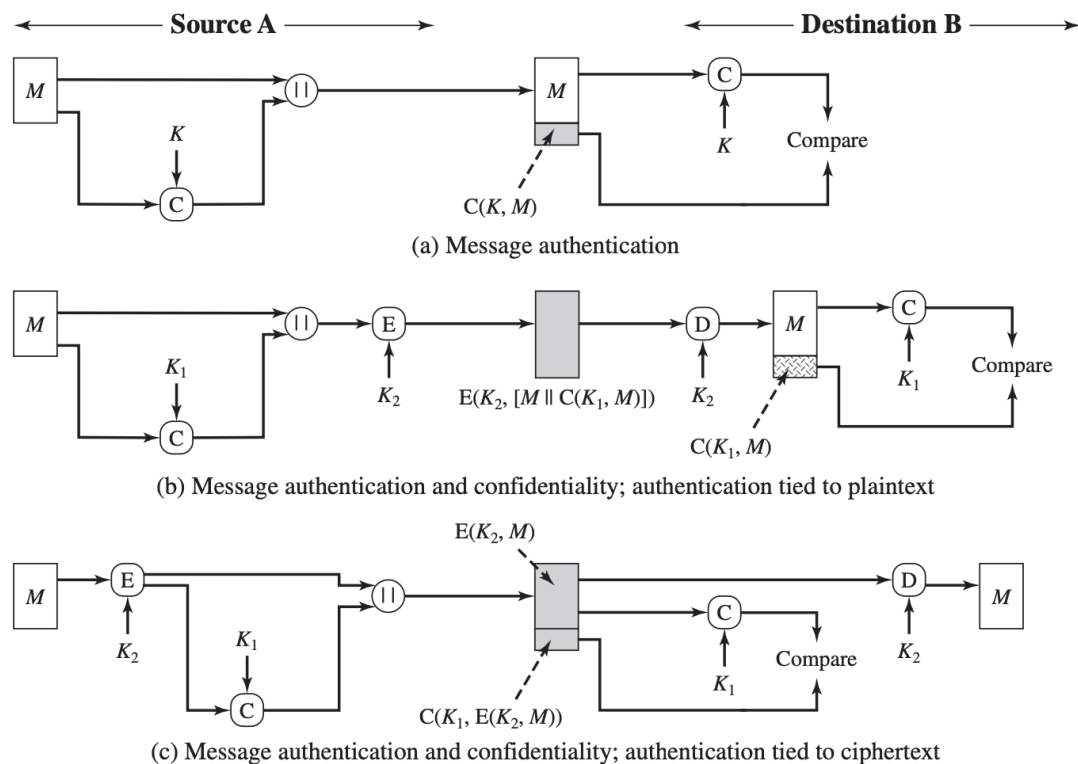 Source A Destination B
M || M C
K K Compare
C
C(K, M)
(a) Message authentication
M || E D M C
K₁ K₂ E(K₂, [M || C(K₁, M)]) K₂ K₁ Compare
C C(K₁, M)
(b) Message authentication and confidentiality; authentication tied to plaintext
E(K₂, M)
M E || D M
C
K₂ K₁ K₁ Compare K₂
C C(K₁, E(K₂, M))
(c) Message authentication and confidentiality; authentication tied to ciphertext